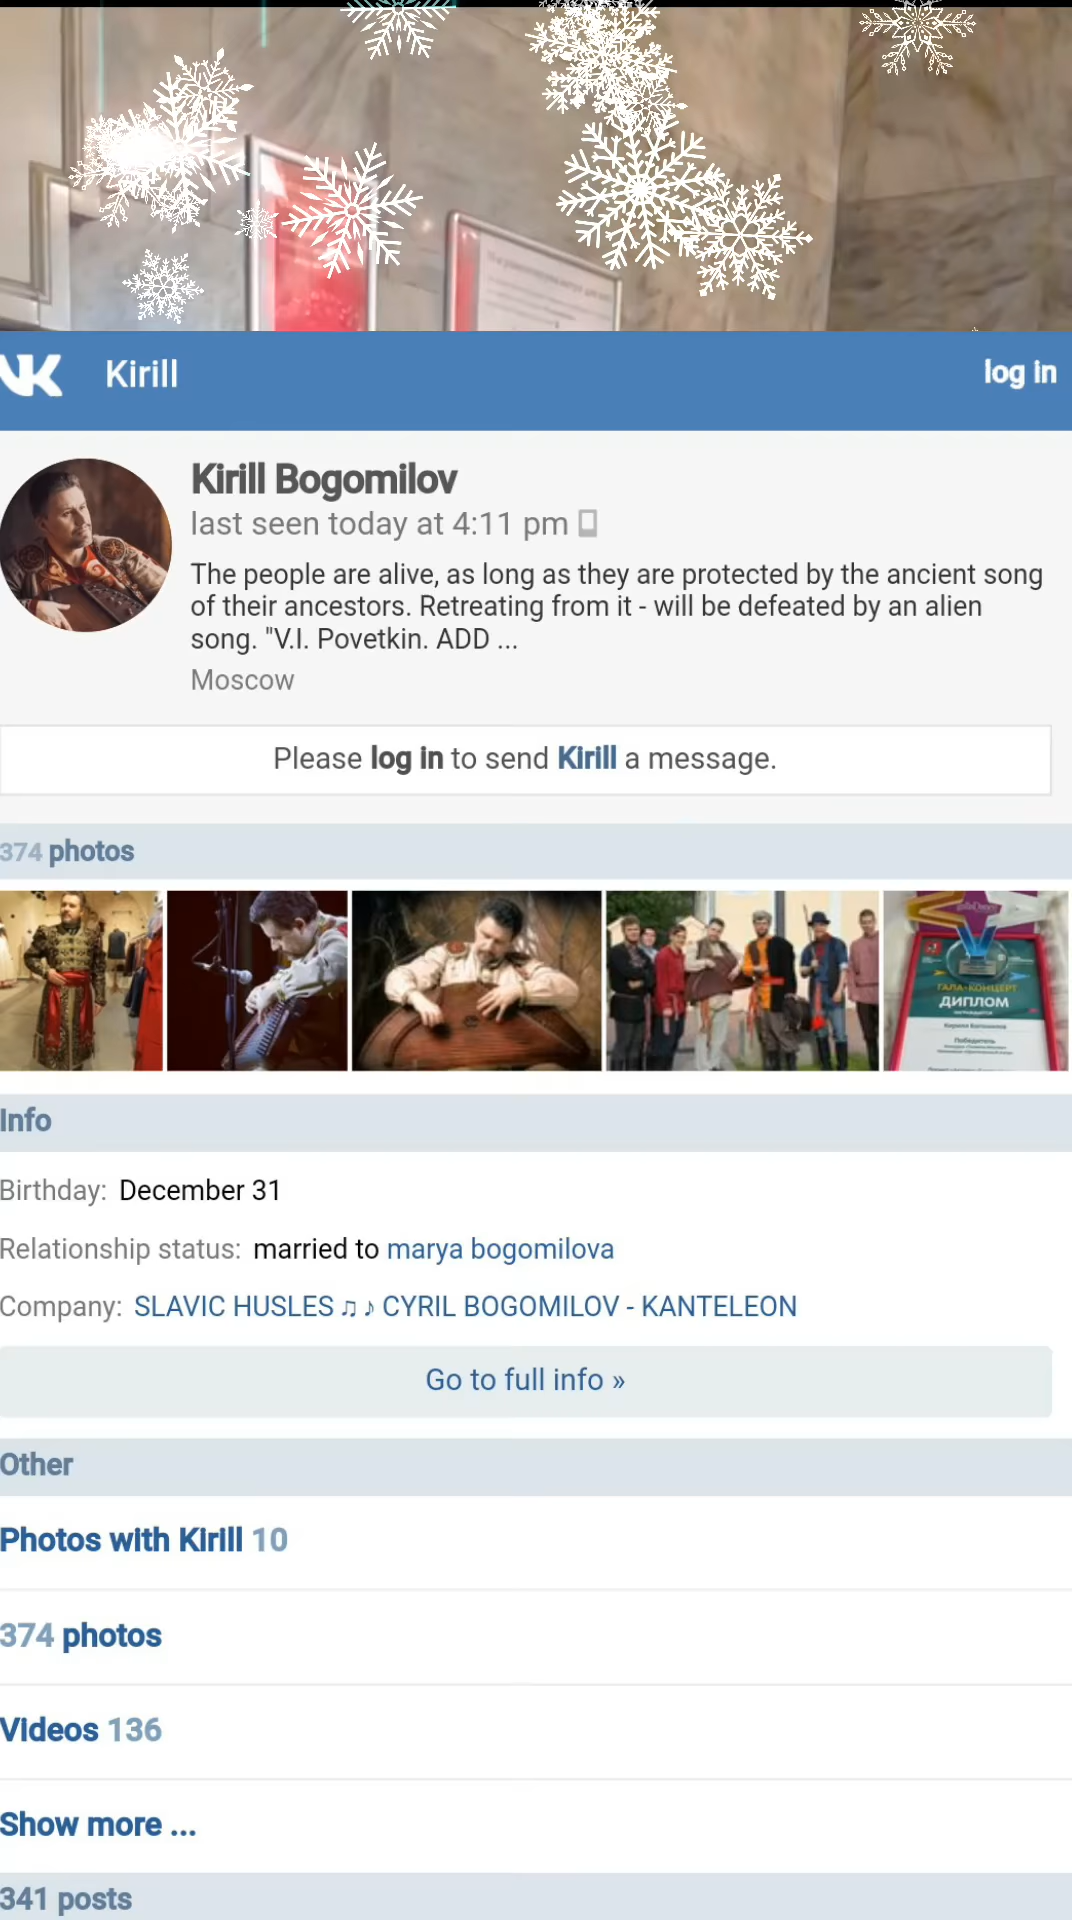 VK Kirill log in
Kirill Bogomilov
last seen today at 4:11 pm
The people are alive, as long as they are protected by the ancient song
of their ancestors. Retreating from it - will be defeated by an alien
song. "V.I. Povetkin. ADD ...
Moscow
Please log in to send Kirill a message.
374 photos
ГАЛА-КОНЦЕРТ
ДИПЛОМ
Info
Birthday: December 31
Relationship status: married to marya bogomilova
Company: SLAVIC HUSLES ♫ ♪ CYRIL BOGOMILOV - KANTELEON
Go to full info »
Other
Photos with Kirill 10
374 photos
Videos 136
Show more ...
341 posts